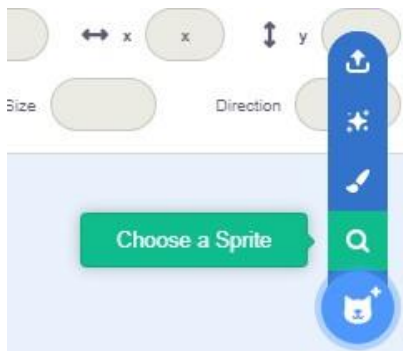 x x y
Size Direction
Choose a Sprite